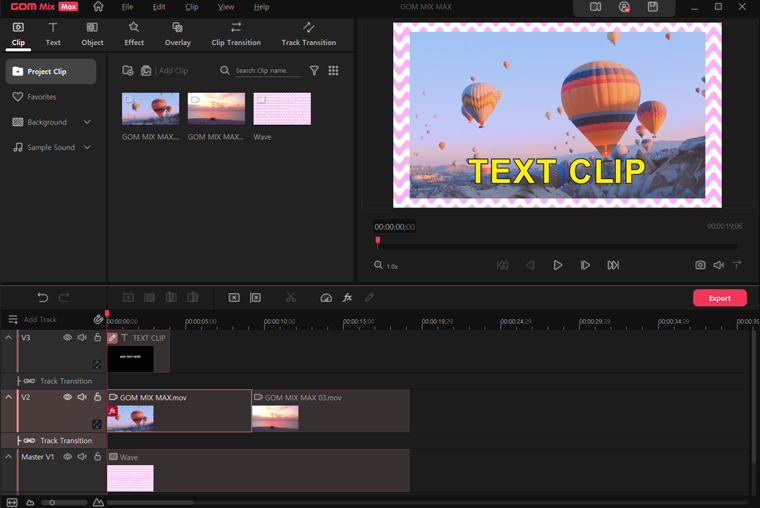 GOM Mix Max
File Edit Clip View Help
GOM MIX MAX
Clip Text Object Effect Overlay Clip Transition Track Transition
Project Clip
Favorites
Background
Sample Sound
Add Clip
Search Clip name.
GOM MIX MAX... GOM MIX MAX... Wave
TEXT CLIP
00:00:00;00
00:00:19;06
1.0x
Export
Add Track
00:00:00;00 00:00:05;00 00:00:10;00 00:00:15;00 00:00:19;29 00:00:24;29 00:00:29;29 00:00:34;29 00:00:39
V3
TEXT CLIP
ADD TEXT HERE
Track Transition
V2
GOM MIX MAX.mov
GOM MIX MAX 03.mov
fx
Track Transition
Master V1
Wave